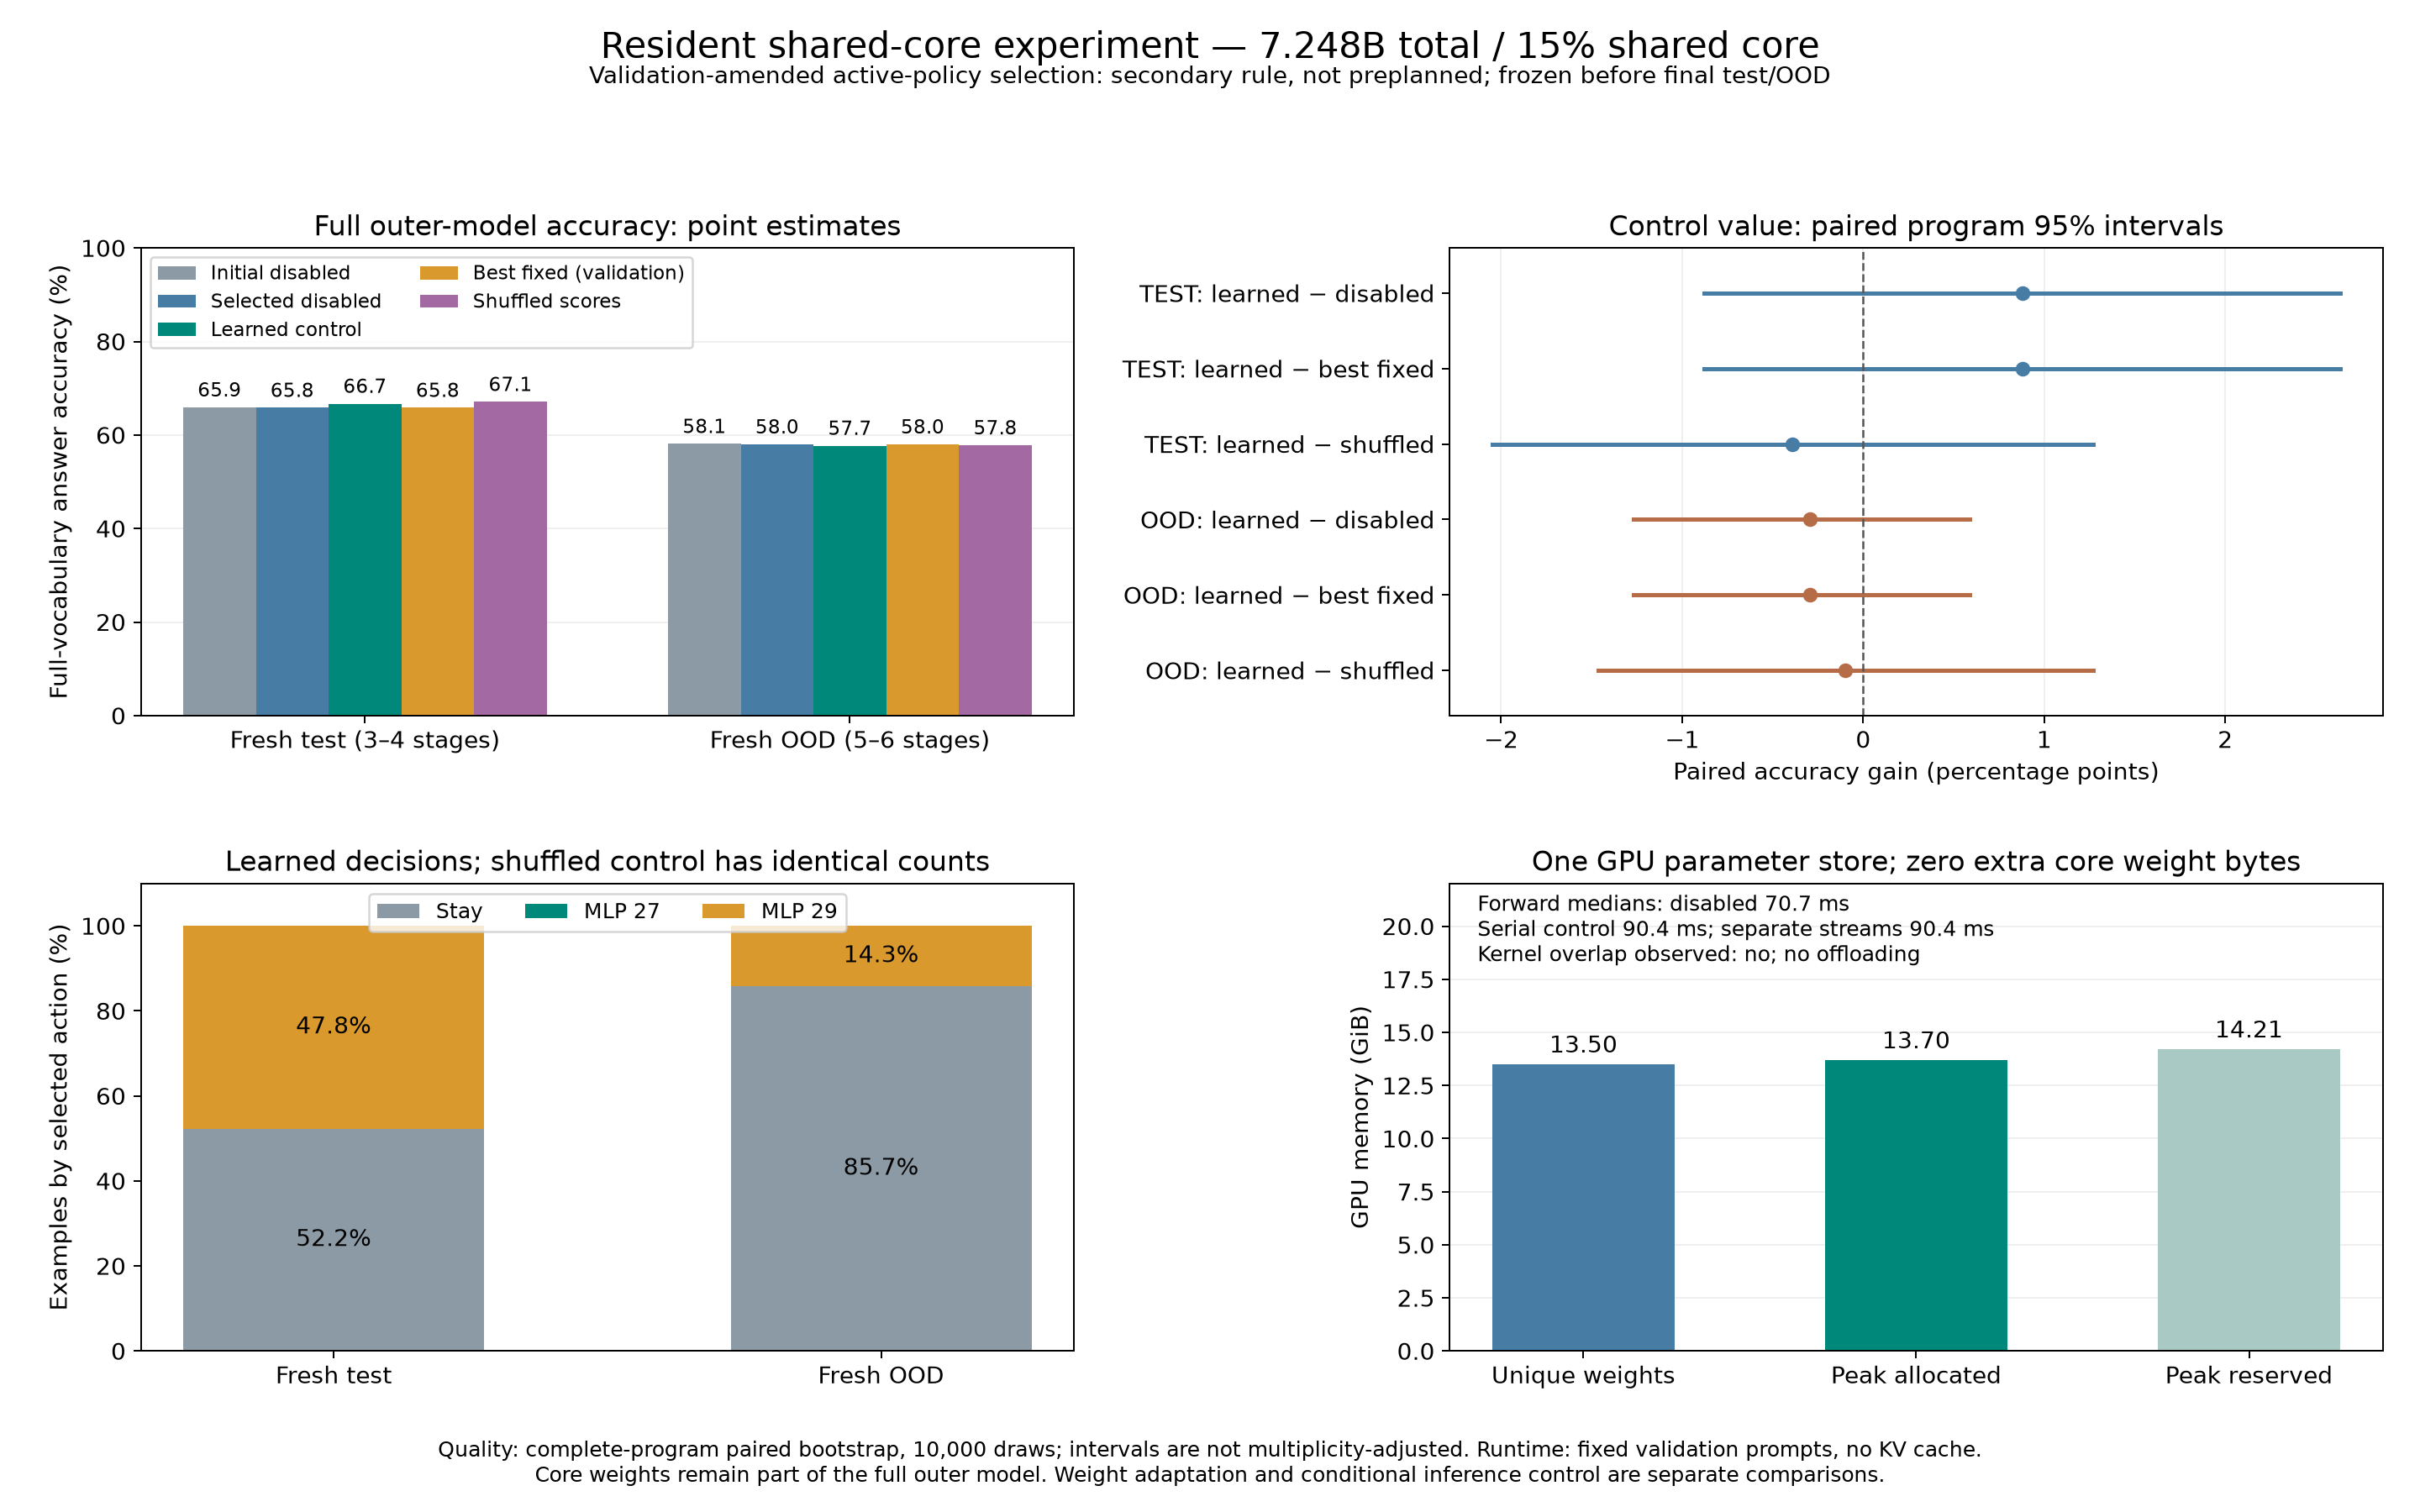 Resident shared-core experiment — 7.248B total / 15% shared core
Validation-amended active-policy selection: secondary rule, not preplanned; frozen before final test/OOD
Full outer-model accuracy: point estimates
Full-vocabulary answer accuracy (%)
100
80
60
40
20
0
Initial disabled
Selected disabled
Learned control
Best fixed (validation)
Shuffled scores
65.9
65.8
66.7
65.8
67.1
58.1
58.0
57.7
58.0
57.8
Fresh test (3–4 stages)
Fresh OOD (5–6 stages)
Control value: paired program 95% intervals
TEST: learned − disabled
TEST: learned − best fixed
TEST: learned − shuffled
OOD: learned − disabled
OOD: learned − best fixed
OOD: learned − shuffled
−2
−1
0
1
2
Paired accuracy gain (percentage points)
Learned decisions; shuffled control has identical counts
Examples by selected action (%)
100
80
60
40
20
0
Stay
MLP 27
MLP 29
47.8%
52.2%
14.3%
85.7%
Fresh test
Fresh OOD
One GPU parameter store; zero extra core weight bytes
GPU memory (GiB)
20.0
17.5
15.0
12.5
10.0
7.5
5.0
2.5
0.0
Forward medians: disabled 70.7 ms
Serial control 90.4 ms; separate streams 90.4 ms
Kernel overlap observed: no; no offloading
13.50
13.70
14.21
Unique weights
Peak allocated
Peak reserved
Quality: complete-program paired bootstrap, 10,000 draws; intervals are not multiplicity-adjusted. Runtime: fixed validation prompts, no KV cache.
Core weights remain part of the full outer model. Weight adaptation and conditional inference control are separate comparisons.